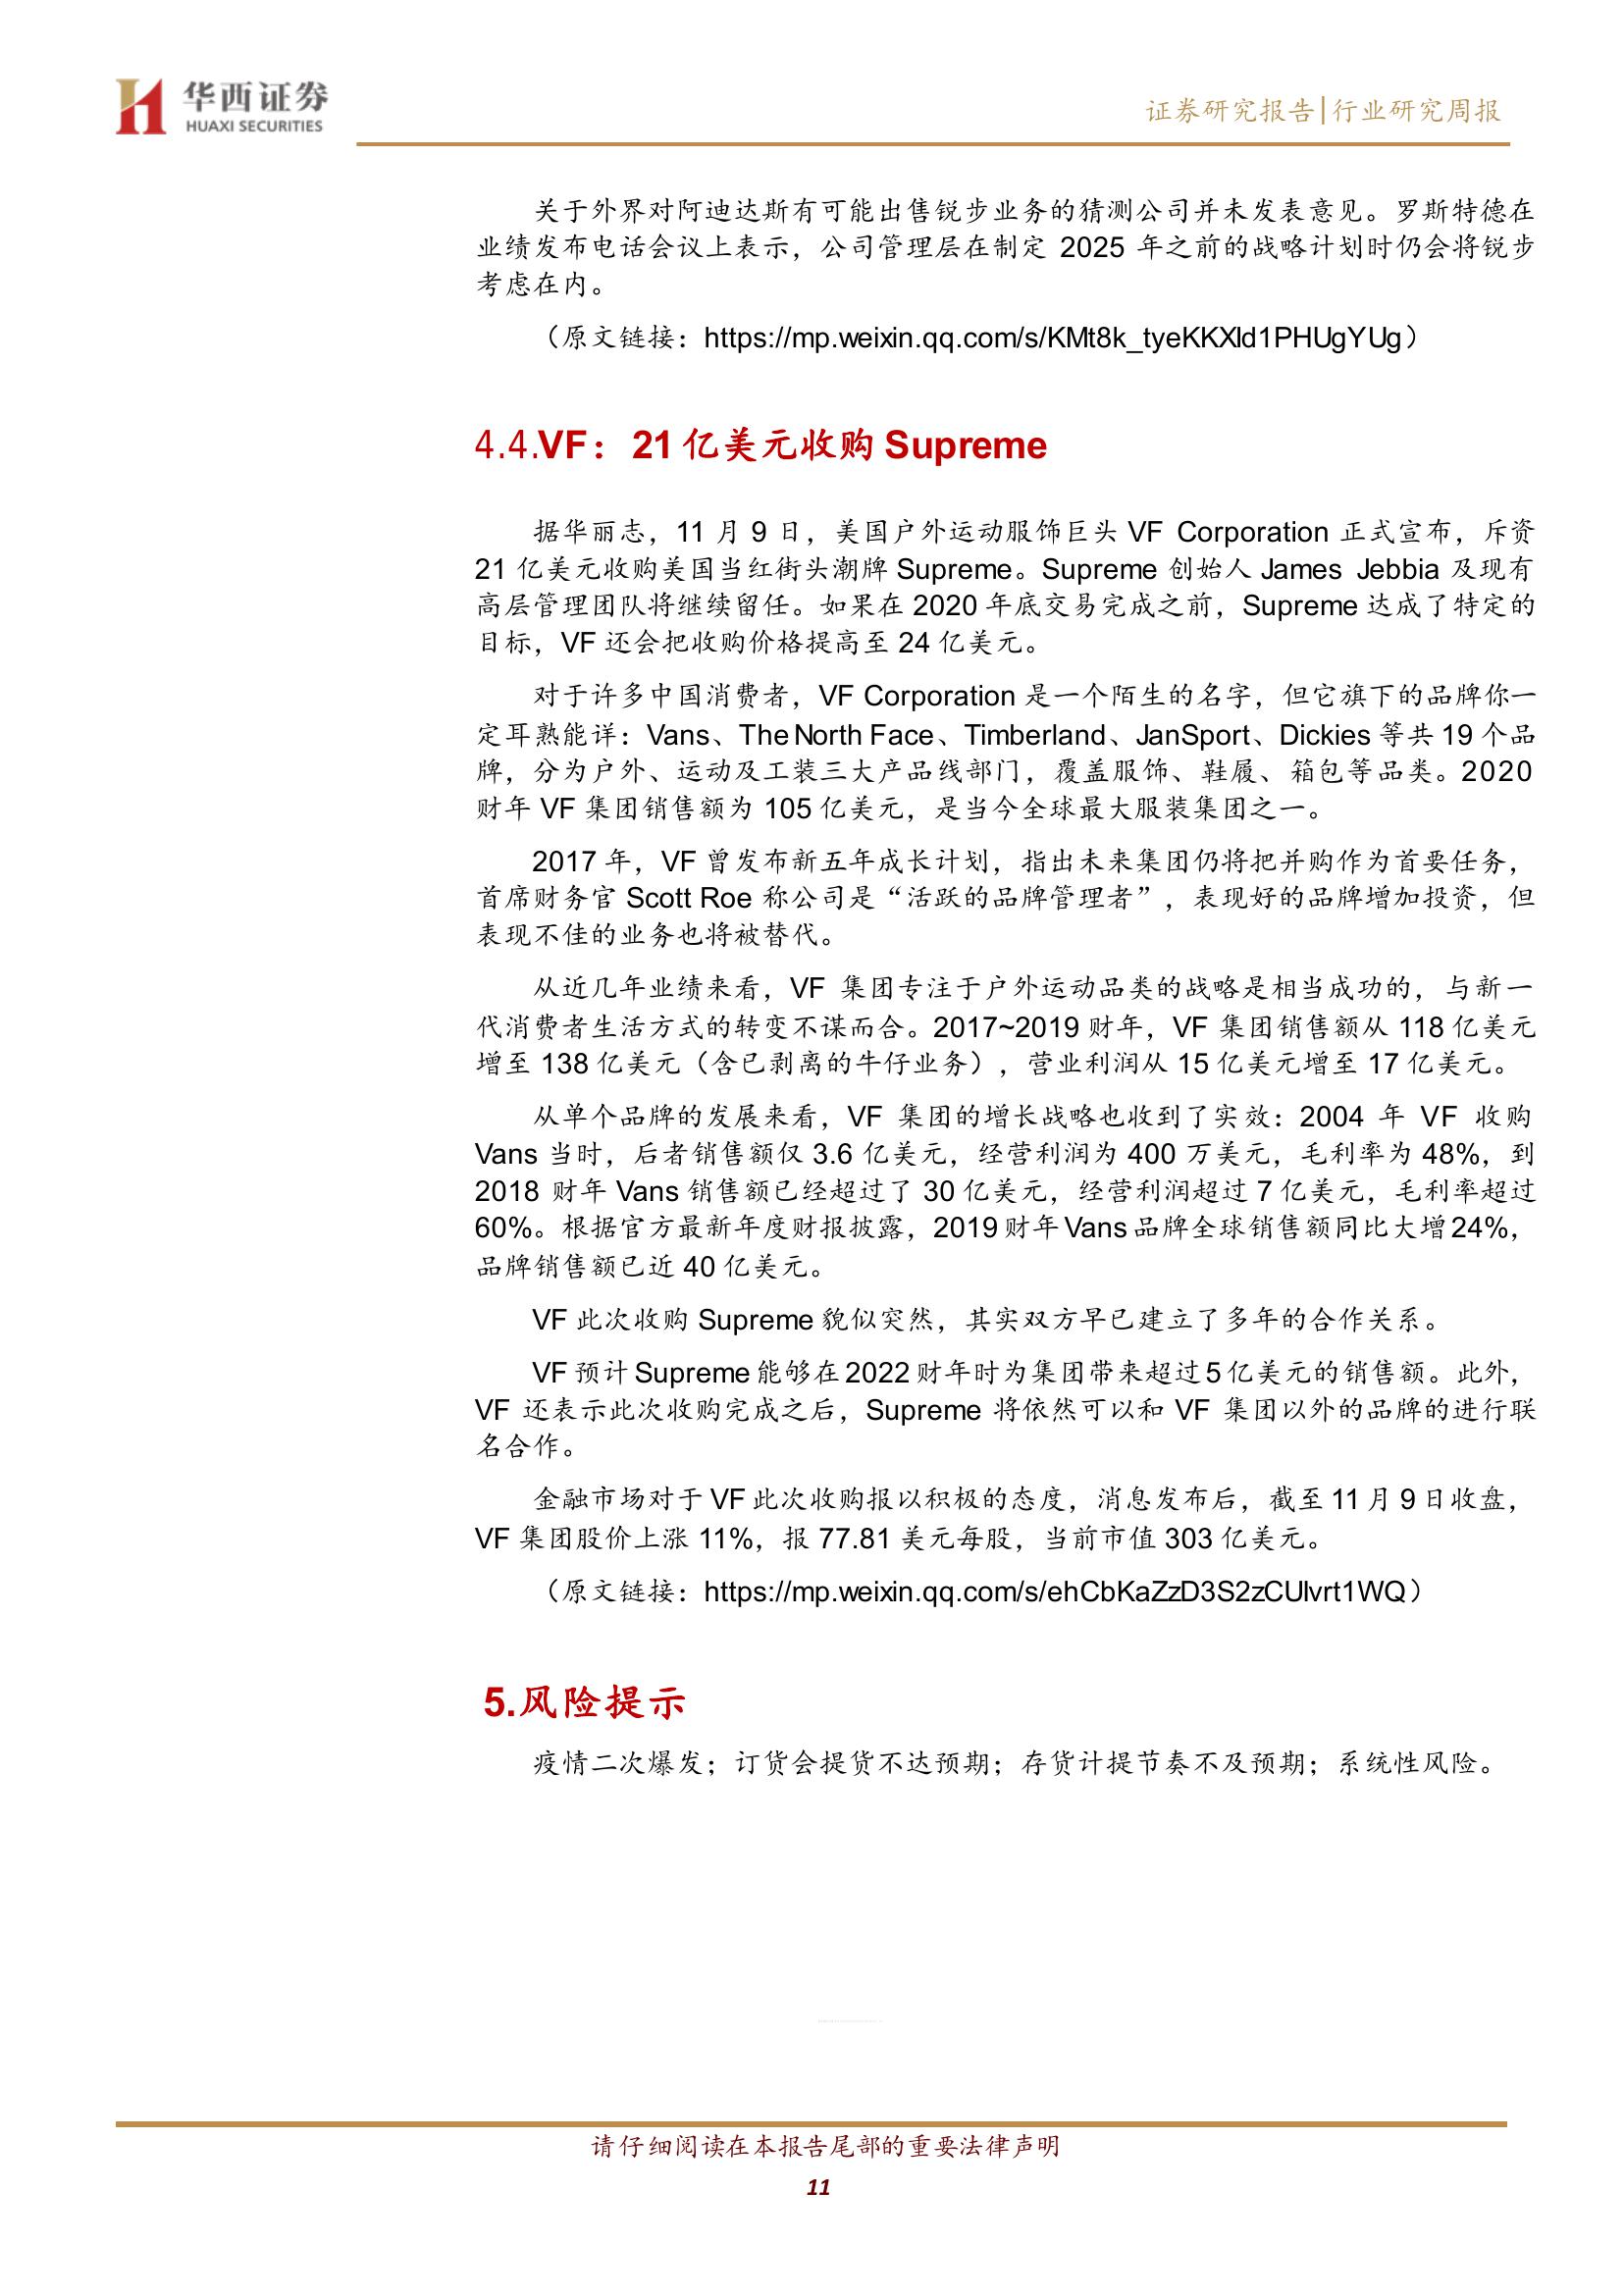 华西证券
HUAXI SECURITIES
证券研究报告|行业研究周报
关于外界对阿迪达斯有可能出售锐步业务的猜测公司并未发表意见。罗斯特德在
业绩发布电话会议上表示，公司管理层在制定 2025 年之前的战略计划时仍会将锐步
考虑在内。
（原文链接：https://mp.weixin.qq.com/s/KMt8k_tyeKKXld1PHUgYUg）
4.4.VF：21 亿美元收购 Supreme
据华丽志，11 月 9 日，美国户外运动服饰巨头 VF Corporation 正式宣布，斥资
21 亿美元收购美国当红街头潮牌 Supreme。Supreme 创始人 James Jebbia 及现有
高层管理团队将继续留任。如果在 2020 年底交易完成之前，Supreme 达成了特定的
目标，VF 还会把收购价格提高至 24 亿美元。
对于许多中国消费者，VF Corporation 是一个陌生的名字，但它旗下的品牌你一
定耳熟能详：Vans、The North Face、Timberland、JanSport、Dickies 等共 19 个品
牌，分为户外、运动及工装三大产品线部门，覆盖服饰、鞋履、箱包等品类。2020
财年 VF 集团销售额为 105 亿美元，是当今全球最大服装集团之一。
2017 年，VF 曾发布新五年成长计划，指出未来集团仍将把并购作为首要任务，
首席财务官 Scott Roe 称公司是“活跃的品牌管理者”，表现好的品牌增加投资，但
表现不佳的业务也将被替代。
从近几年业绩来看，VF 集团专注于户外运动品类的战略是相当成功的，与新一
代消费者生活方式的转变不谋而合。2017~2019 财年，VF 集团销售额从 118 亿美元
增至 138 亿美元（含已剥离的牛仔业务），营业利润从 15 亿美元增至 17 亿美元。
从单个品牌的发展来看，VF 集团的增长战略也收到了实效：2004 年 VF 收购
Vans 当时，后者销售额仅 3.6 亿美元，经营利润为 400 万美元，毛利率为 48%，到
2018 财年 Vans 销售额已经超过了 30 亿美元，经营利润超过 7 亿美元，毛利率超过
60%。根据官方最新年度财报披露，2019 财年 Vans 品牌全球销售额同比大增 24%，
品牌销售额已近 40 亿美元。
VF 此次收购 Supreme 貌似突然，其实双方早已建立了多年的合作关系。
VF 预计 Supreme 能够在 2022 财年时为集团带来超过 5 亿美元的销售额。此外，
VF 还表示此次收购完成之后，Supreme 将依然可以和 VF 集团以外的品牌的进行联
名合作。
金融市场对于 VF 此次收购报以积极的态度，消息发布后，截至 11 月 9 日收盘，
VF 集团股价上涨 11%，报 77.81 美元每股，当前市值 303 亿美元。
（原文链接：https://mp.weixin.qq.com/s/ehCbKaZzD3S2zCUlvrt1WQ）
5.风险提示
疫情二次爆发；订货会提货不达预期；存货计提节奏不及预期；系统性风险。
请仔细阅读在本报告尾部的重要法律声明
11